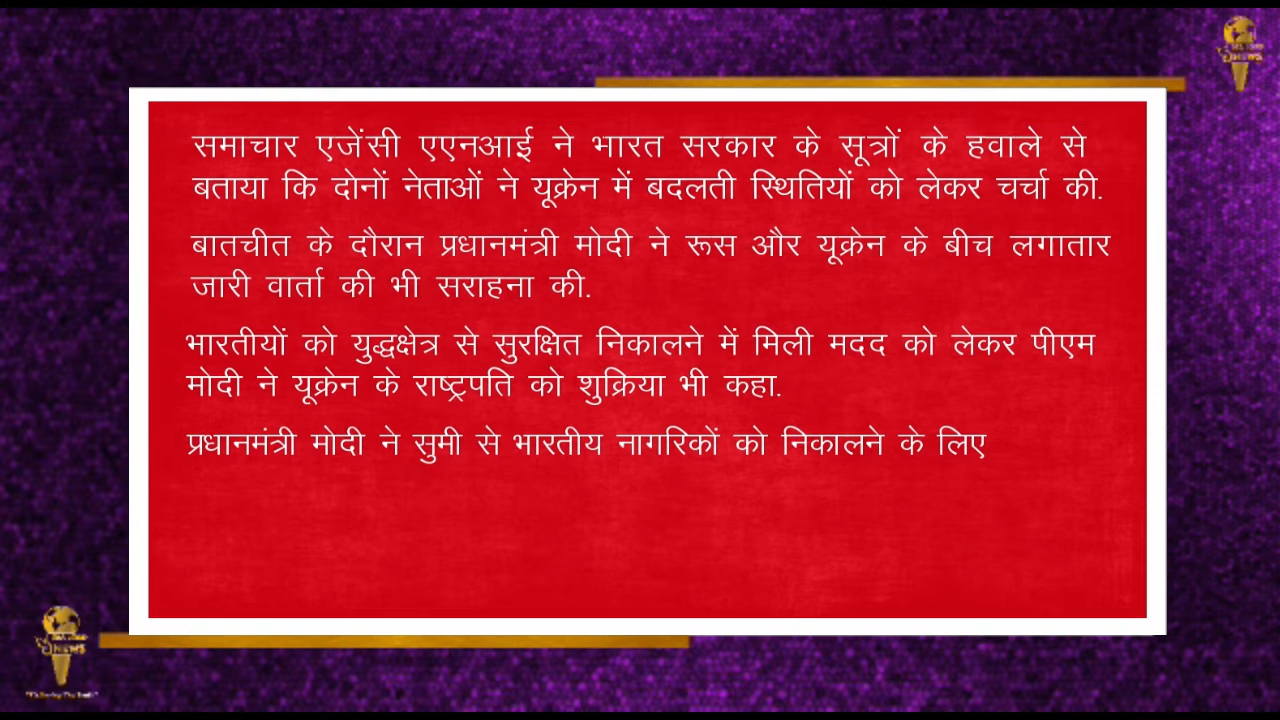 समाचार एजेंसी एएनआई ने भारत सरकार के सूत्रों के हवाले से
बताया कि दोनों नेताओं ने यूक्रेन में बदलती स्थितियों को लेकर चर्चा की.
बातचीत के दौरान प्रधानमंत्री मोदी ने रूस और यूक्रेन के बीच लगातार
जारी वार्ता की भी सराहना की.
भारतीयों को युद्धक्षेत्र से सुरक्षित निकालने में मिली मदद को लेकर पीएम
मोदी ने यूक्रेन के राष्ट्रपति को शुक्रिया भी कहा.
प्रधानमंत्री मोदी ने सुमी से भारतीय नागरिकों को निकालने के लिए